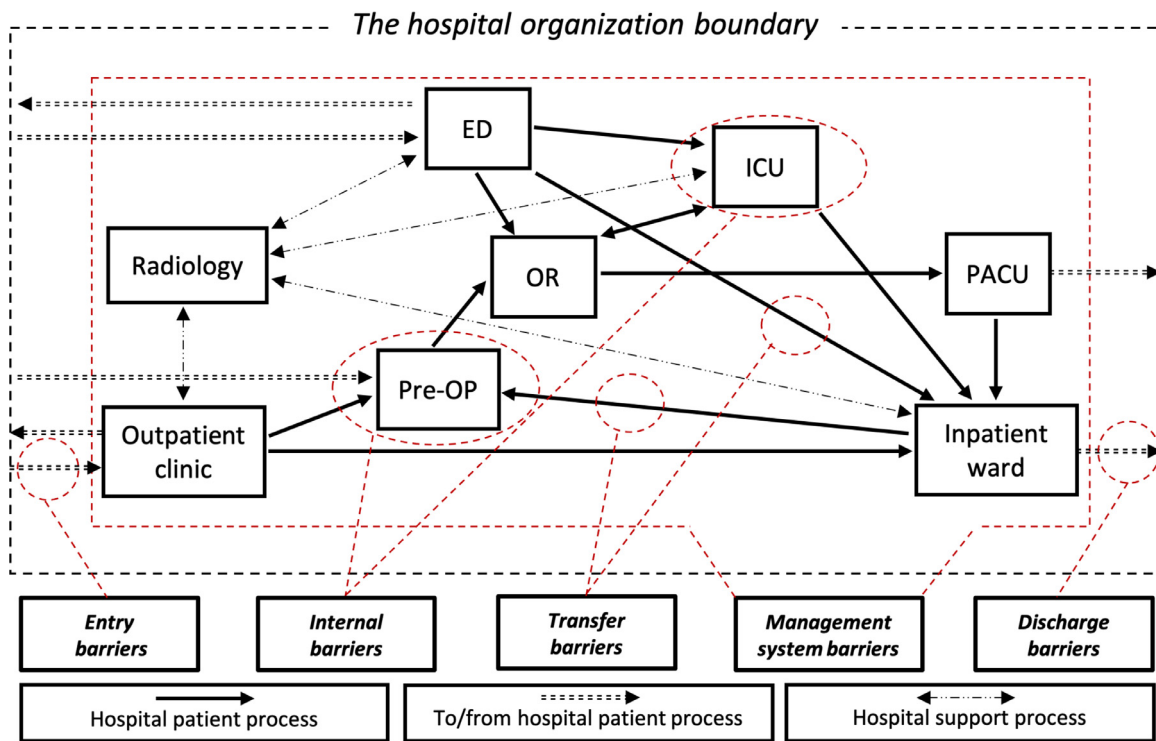 The hospital organization boundary
ED
ICU
Radiology
OR
PACU
Pre-OP
Outpatient
clinic
Inpatient
ward
Entry
barriers
Internal
barriers
Transfer
barriers
Management
system barriers
Discharge
barriers
Hospital patient process
To/from hospital patient process
Hospital support process